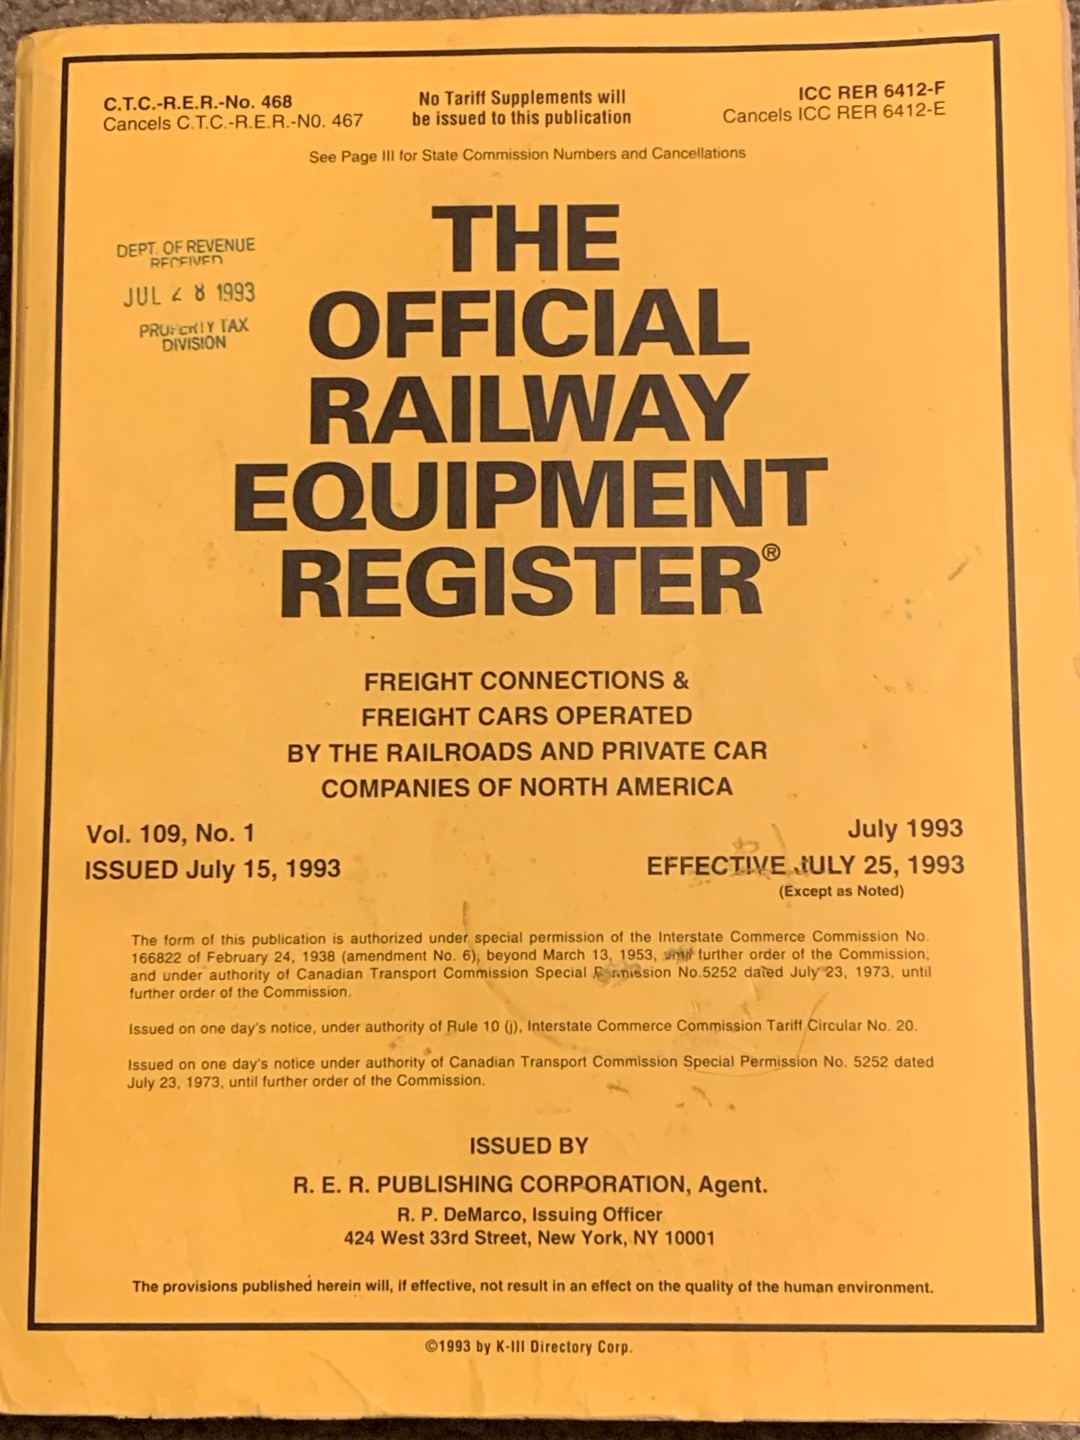 C.T.C.-R.E.R.-No. 468
Cancels C.T.C.-R.E.R.-N0. 467
No Tariff Supplements will
be issued to this publication
ICC RER 6412-F
Cancels ICC RER 6412-E
See Page III for State Commission Numbers and Cancellations
DEPT. OF REVENUE
RECEIVED
JUL 28 1993
PROPERTY TAX
DIVISION
THE
OFFICIAL
RAILWAY
EQUIPMENT
REGISTER®
FREIGHT CONNECTIONS &
FREIGHT CARS OPERATED
BY THE RAILROADS AND PRIVATE CAR
COMPANIES OF NORTH AMERICA
Vol. 109, No. 1
ISSUED July 15, 1993
July 1993
EFFECTIVE JULY 25, 1993
(Except as Noted)
The form of this publication is authorized under special permission of the Interstate Commerce Commission No.
166822 of February 24, 1938 (amendment No. 6), beyond March 13, 1953, until further order of the Commission;
and under authority of Canadian Transport Commission Special Permission No.5252 dated July 23, 1973, until
further order of the Commission.
Issued on one day's notice, under authority of Rule 10 (j), Interstate Commerce Commission Tariff Circular No. 20.
Issued on one day's notice under authority of Canadian Transport Commission Special Permission No. 5252 dated
July 23, 1973, until further order of the Commission.
ISSUED BY
R. E. R. PUBLISHING CORPORATION, Agent.
R. P. DeMarco, Issuing Officer
424 West 33rd Street, New York, NY 10001
The provisions published herein will, if effective, not result in an effect on the quality of the human environment.
©1993 by K-III Directory Corp.